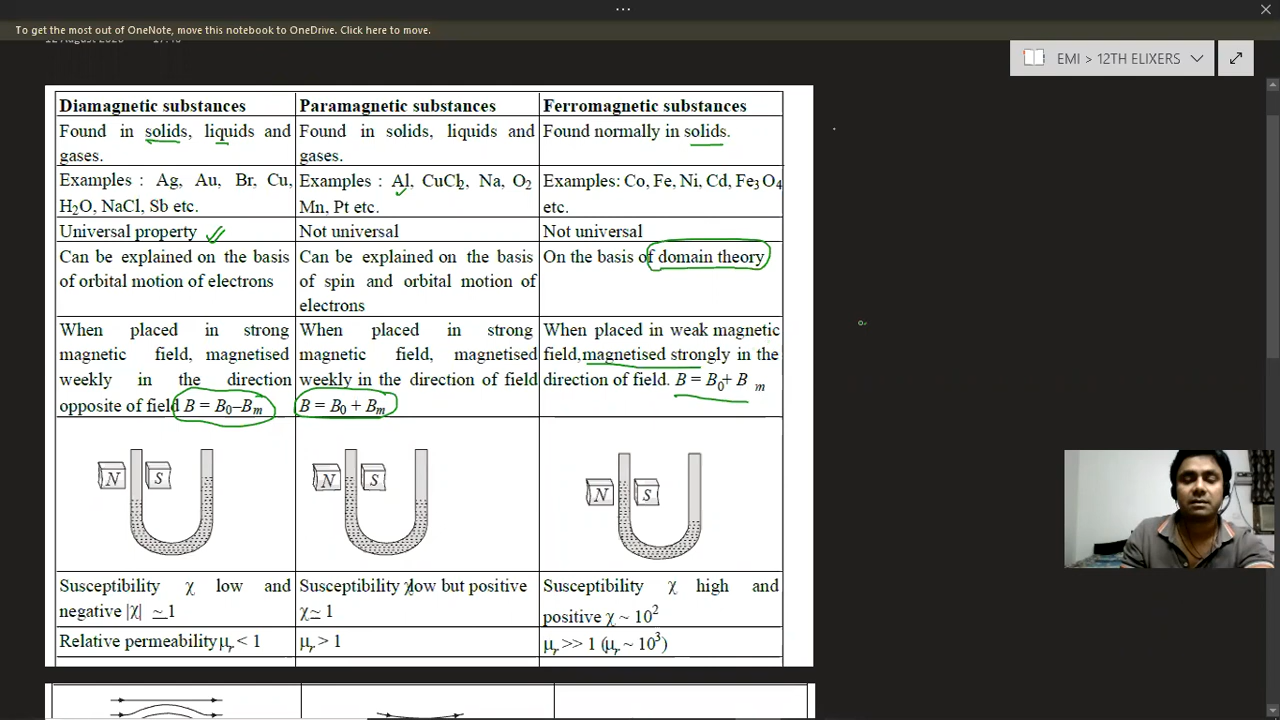 To get the most out of OneNote, move this notebook to OneDrive. Click here to move.
EMI > 12TH ELIXERS
Diamagnetic substances
Paramagnetic substances
Ferromagnetic substances
Found in solids, liquids and
gases.
Found in solids, liquids and
gases.
Found normally in solids.
Examples : Ag, Au, Br, Cu,
H₂O, NaCl, Sb etc.
Examples : Al, CuCl₂, Na, O₂
Mn, Pt etc.
Examples: Co, Fe, Ni, Cd, Fe₃O₄
etc.
Universal property
Not universal
Not universal
Can be explained on the basis
of orbital motion of electrons
Can be explained on the basis
of spin and orbital motion of
electrons
On the basis of domain theory
When placed in strong
magnetic field, magnetised
weekly in the direction
opposite of field B = B₀–Bₘ
When placed in strong
magnetic field, magnetised
weekly in the direction of field
B = B₀ + Bₘ
When placed in weak magnetic
field, magnetised strongly in the
direction of field. B = B₀+ B ₘ
N S
N S
N S
Susceptibility χ low and
negative |χ| ~ 1
Susceptibility χ low but positive
χ ~ 1
Susceptibility χ high and
positive χ ~ 10²
Relative permeability μᵣ < 1
μᵣ > 1
μᵣ >> 1 (μᵣ ~ 10³)